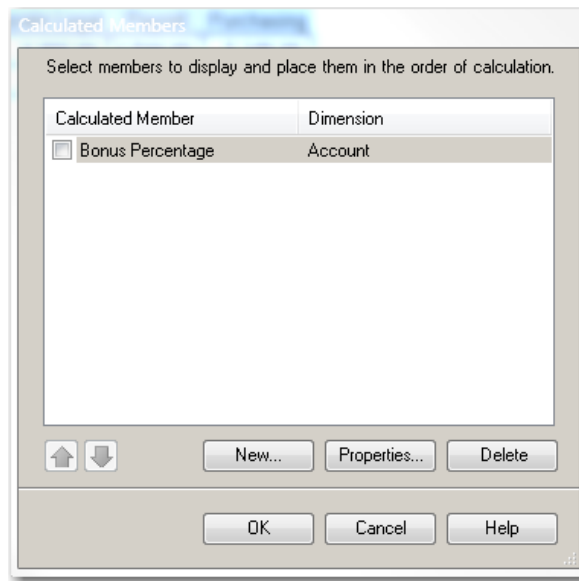 Calculated Members
Select members to display and place them in the order of calculation.
Calculated Member Dimension
Bonus Percentage Account
New... Properties... Delete
OK Cancel Help